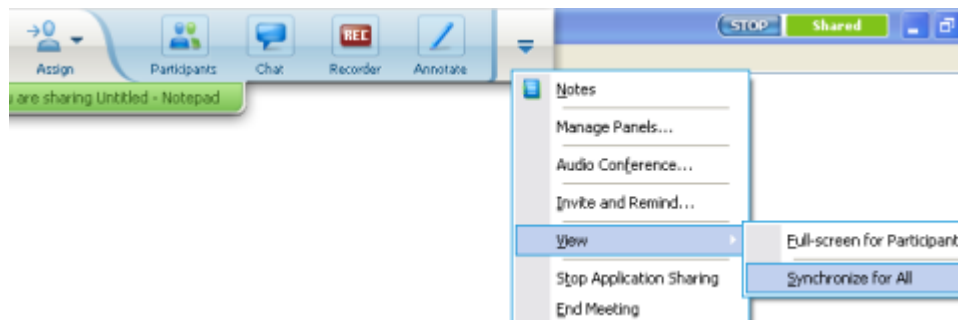 STOP Shared
REC
Assign Participants Chat Recorder Annotate
u are sharing Untitled - Notepad
Notes
Manage Panels...
Audio Conference...
Invite and Remind...
View
Full-screen for Participant
Stop Application Sharing
Synchronize for All
End Meeting